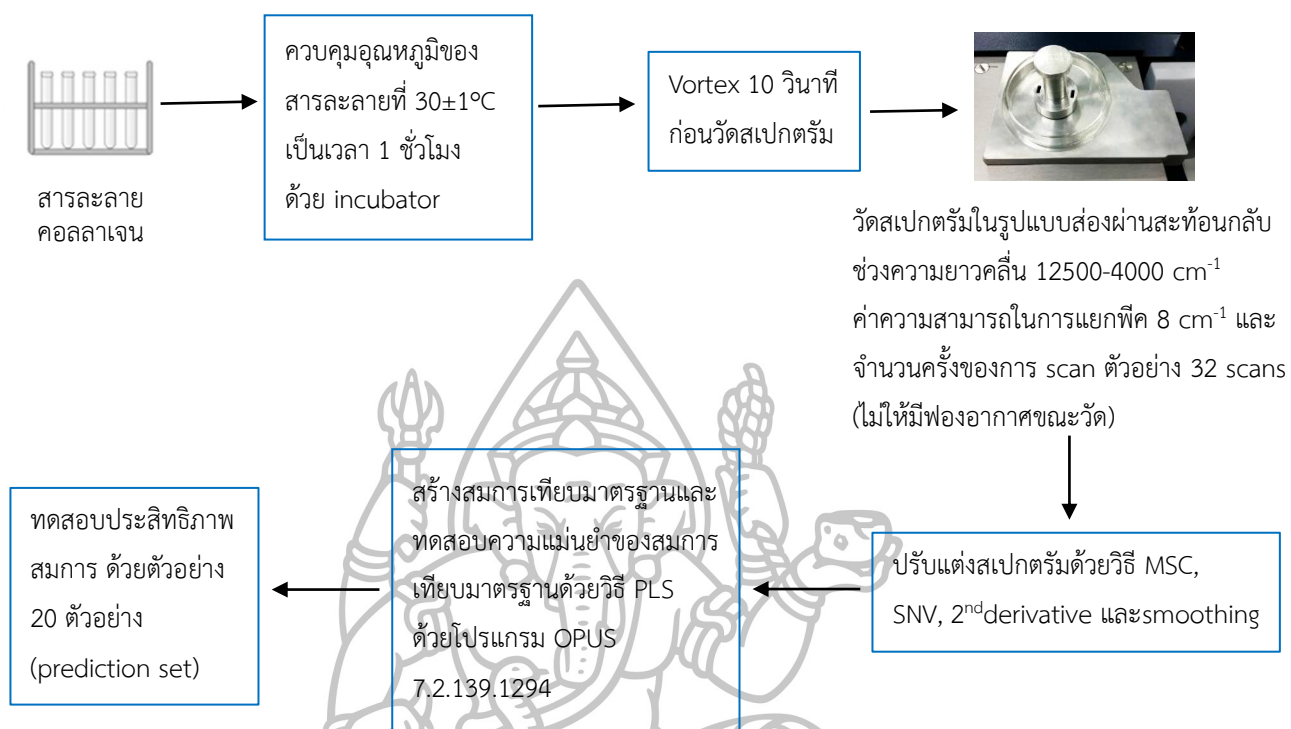 สารละลาย
คอลลาเจน
ควบคุมอุณหภูมิของ
สารละลายที่ 30±1ºC
เป็นเวลา 1 ชั่วโมง
ด้วย incubator
Vortex 10 วินาที
ก่อนวัดสเปกตรัม
วัดสเปกตรัมในรูปแบบส่องผ่านสะท้อนกลับ
ช่วงความยาวคลื่น 12500-4000 cm⁻¹
ค่าความสามารถในการแยกพีค 8 cm⁻¹ และ
จำนวนครั้งของการ scan ตัวอย่าง 32 scans
(ไม่ให้มีฟองอากาศขณะวัด)
ปรับแต่งสเปกตรัมด้วยวิธี MSC,
SNV, 2ⁿᵈderivative และsmoothing
สร้างสมการเทียบมาตรฐานและ
ทดสอบความแม่นยำของสมการ
เทียบมาตรฐานด้วยวิธี PLS
ด้วยโปรแกรม OPUS
7.2.139.1294
ทดสอบประสิทธิภาพ
สมการ ด้วยตัวอย่าง
20 ตัวอย่าง
(prediction set)